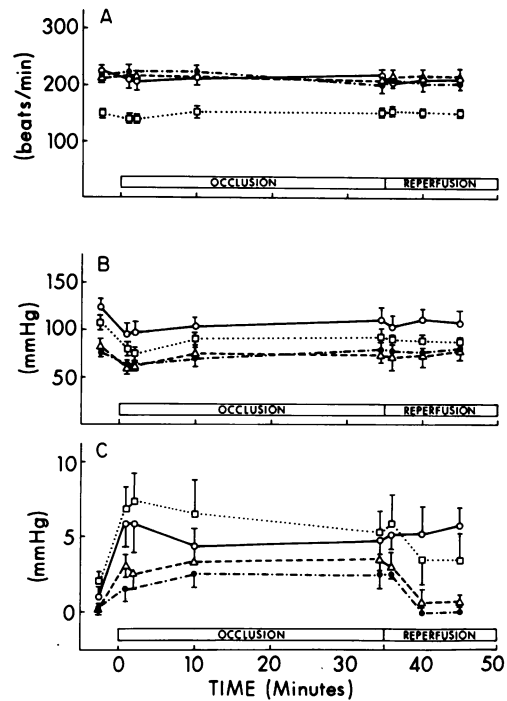 A
300
200
100
(beats/min)
OCCLUSION
REPERFUSION
B
150
100
50
(mmHg)
OCCLUSION
REPERFUSION
C
10
5
0
(mmHg)
OCCLUSION
REPERFUSION
0
10
20
30
40
50
TIME (Minutes)